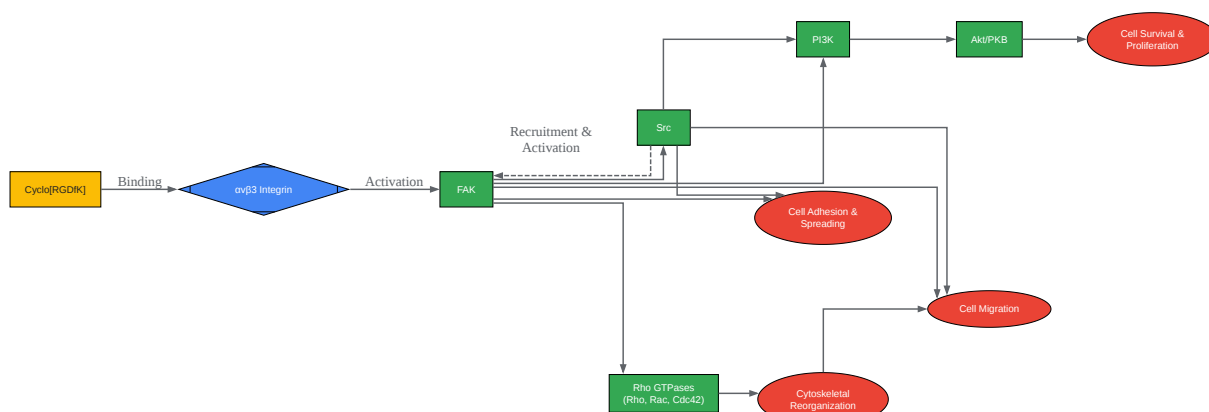 PI3K
Akt/PKB
Cell Survival &
Proliferation
Recruitment &
Activation
Src
Cyclo[RGDfK]
Binding
αvβ3 Integrin
Activation
FAK
Cell Adhesion &
Spreading
Cell Migration
Rho GTPases
(Rho, Rac, Cdc42)
Cytoskeletal
Reorganization